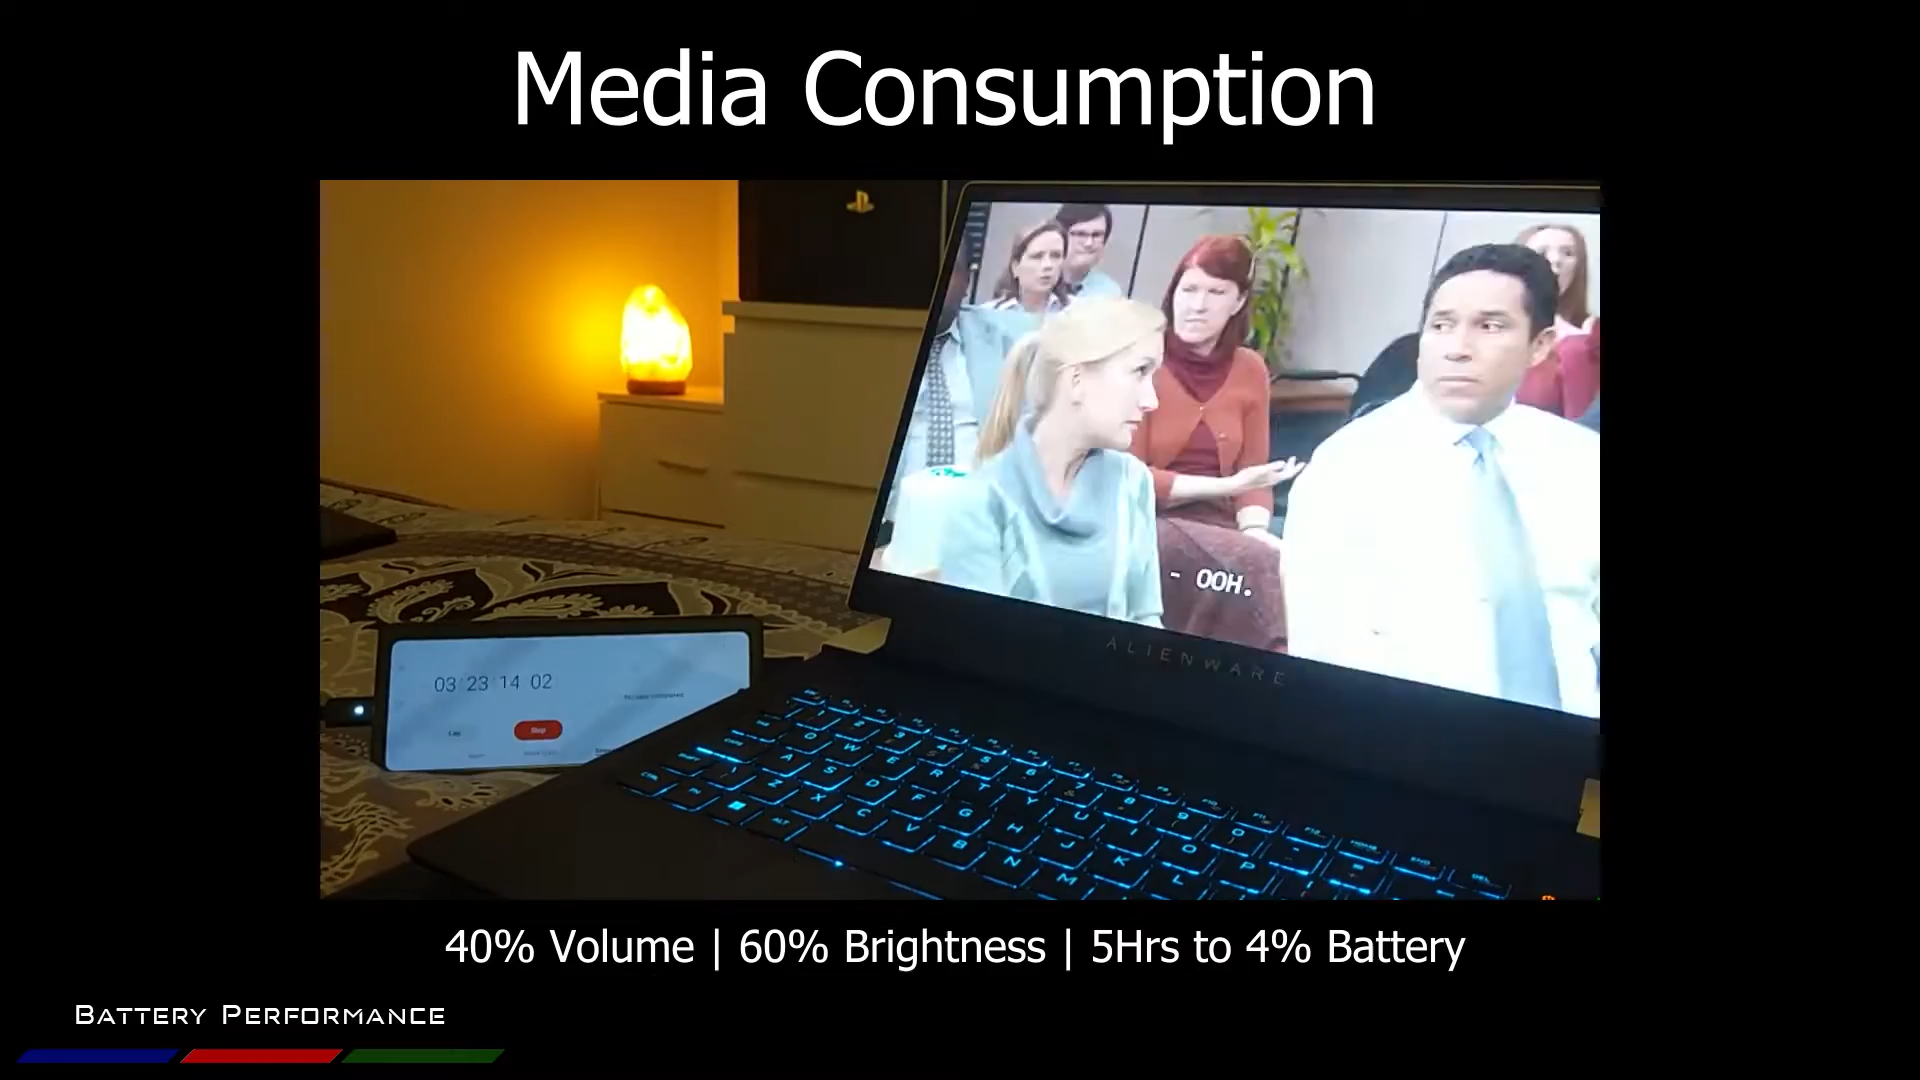 Media Consumption
- OOH.
ALIENWARE
03 23 14 02
Lap
Stop
40% Volume | 60% Brightness | 5Hrs to 4% Battery
BATTERY PERFORMANCE